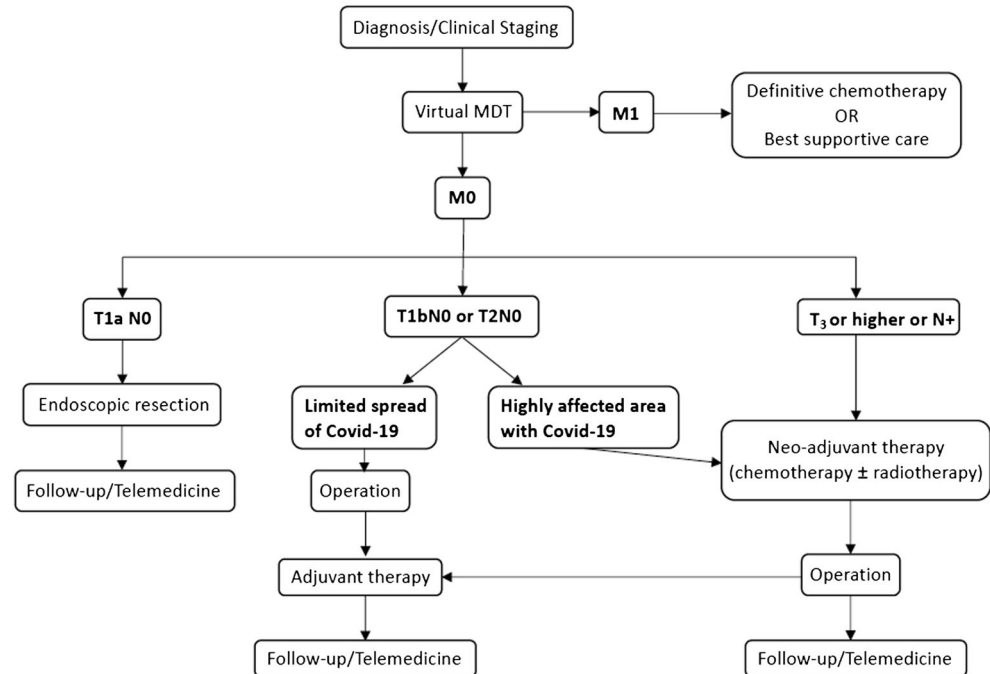 Diagnosis/Clinical Staging
Virtual MDT
M1
Definitive chemotherapy
OR
Best supportive care
M0
T1a N0
T1bN0 or T2N0
T₃ or higher or N+
Endoscopic resection
Limited spread
of Covid-19
Highly affected area
with Covid-19
Neo-adjuvant therapy
(chemotherapy ± radiotherapy)
Follow-up/Telemedicine
Operation
Adjuvant therapy
Operation
Follow-up/Telemedicine
Follow-up/Telemedicine